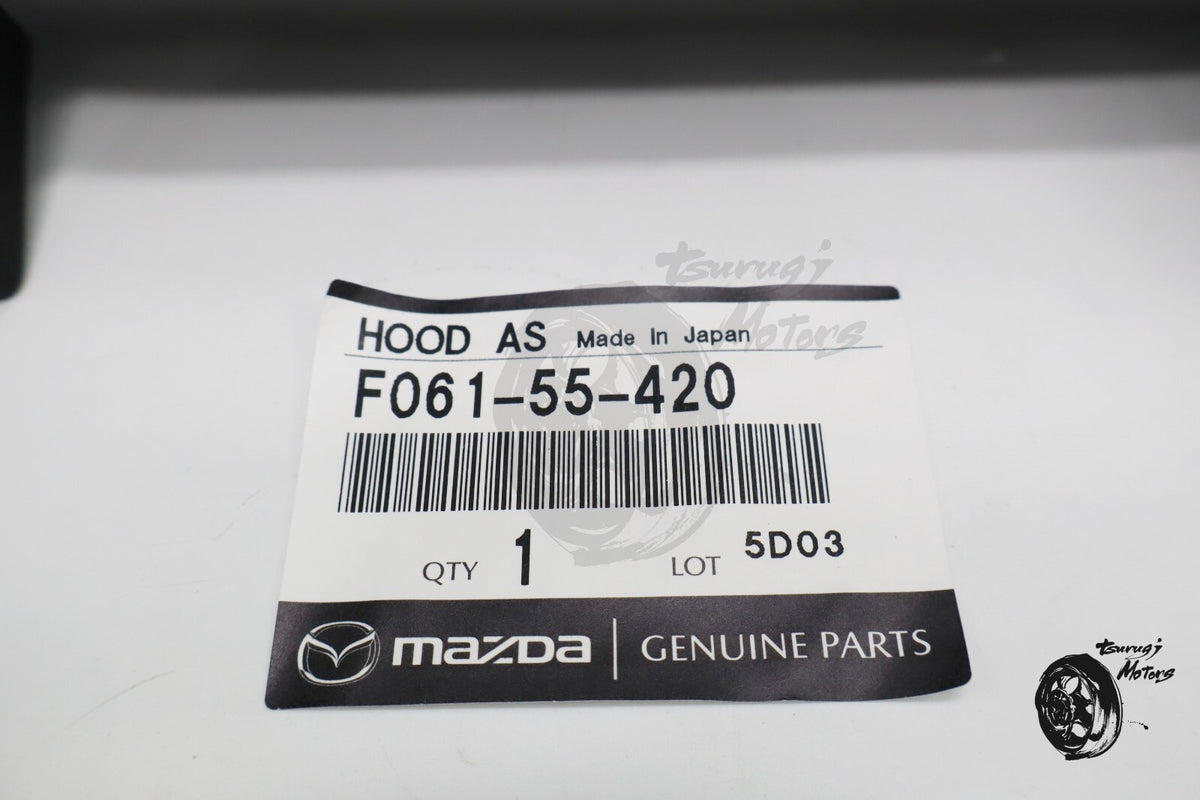 tsurugi
Motors
HOOD AS Made In Japan
F061-55-420
QTY 1 LOT 5D03
mazda | GENUINE PARTS
tsurugi
Motors